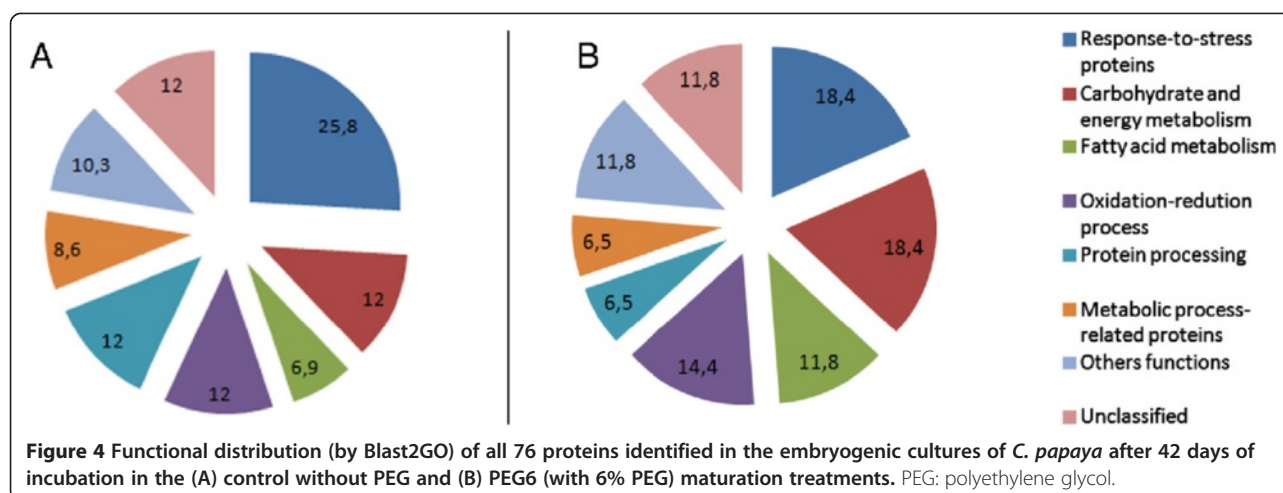 A
12
25,8
10,3
8,6
12
12
6,9
12
B
11,8
18,4
11,8
6,5
18,4
6,5
14,4
11,8
Response-to-stress
proteins
Carbohydrate and
energy metabolism
Fatty acid metabolism
Oxidation-redution
process
Protein processing
Metabolic process-
related proteins
Others functions
Unclassified
Figure 4 Functional distribution (by Blast2GO) of all 76 proteins identified in the embryogenic cultures of C. papaya after 42 days of
incubation in the (A) control without PEG and (B) PEG6 (with 6% PEG) maturation treatments. PEG: polyethylene glycol.